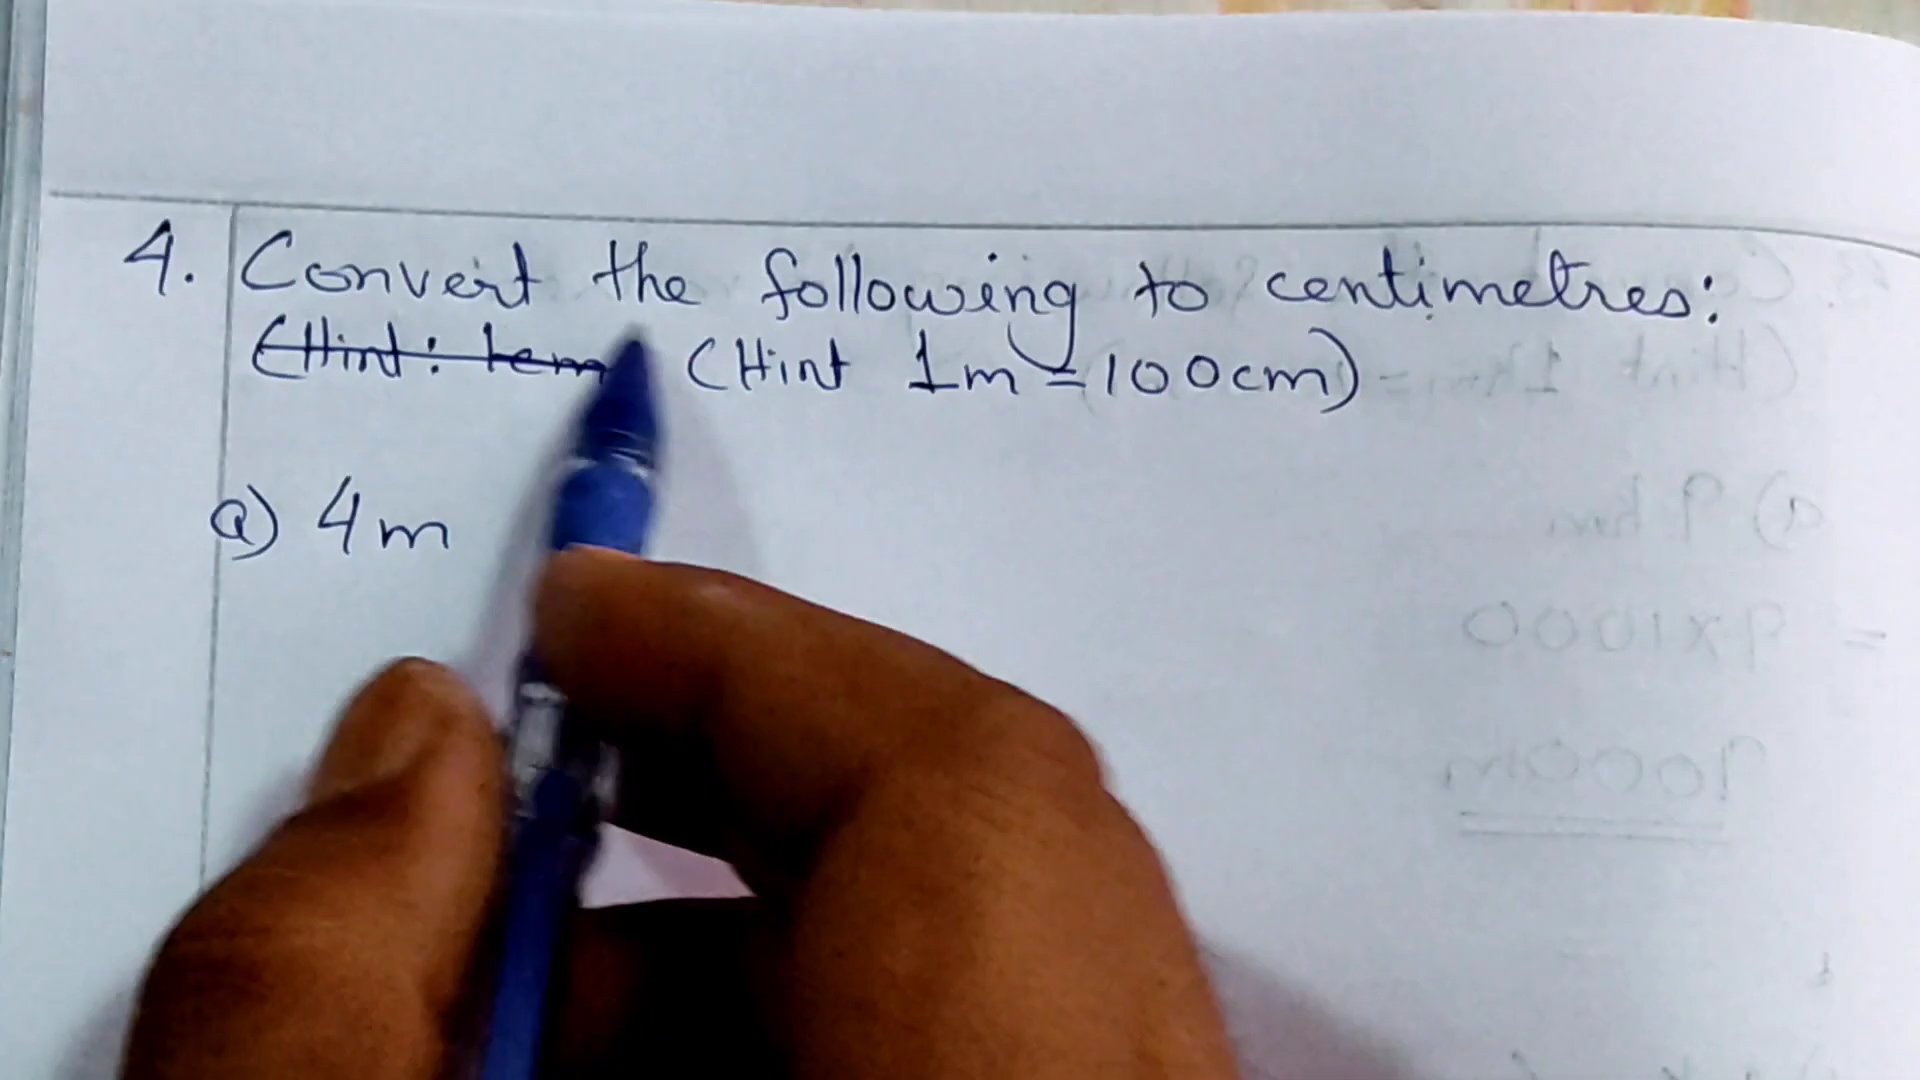 4. Convert the following to centimetres:
(Hint: 1cm (Hint 1m = 100cm)
a) 4m